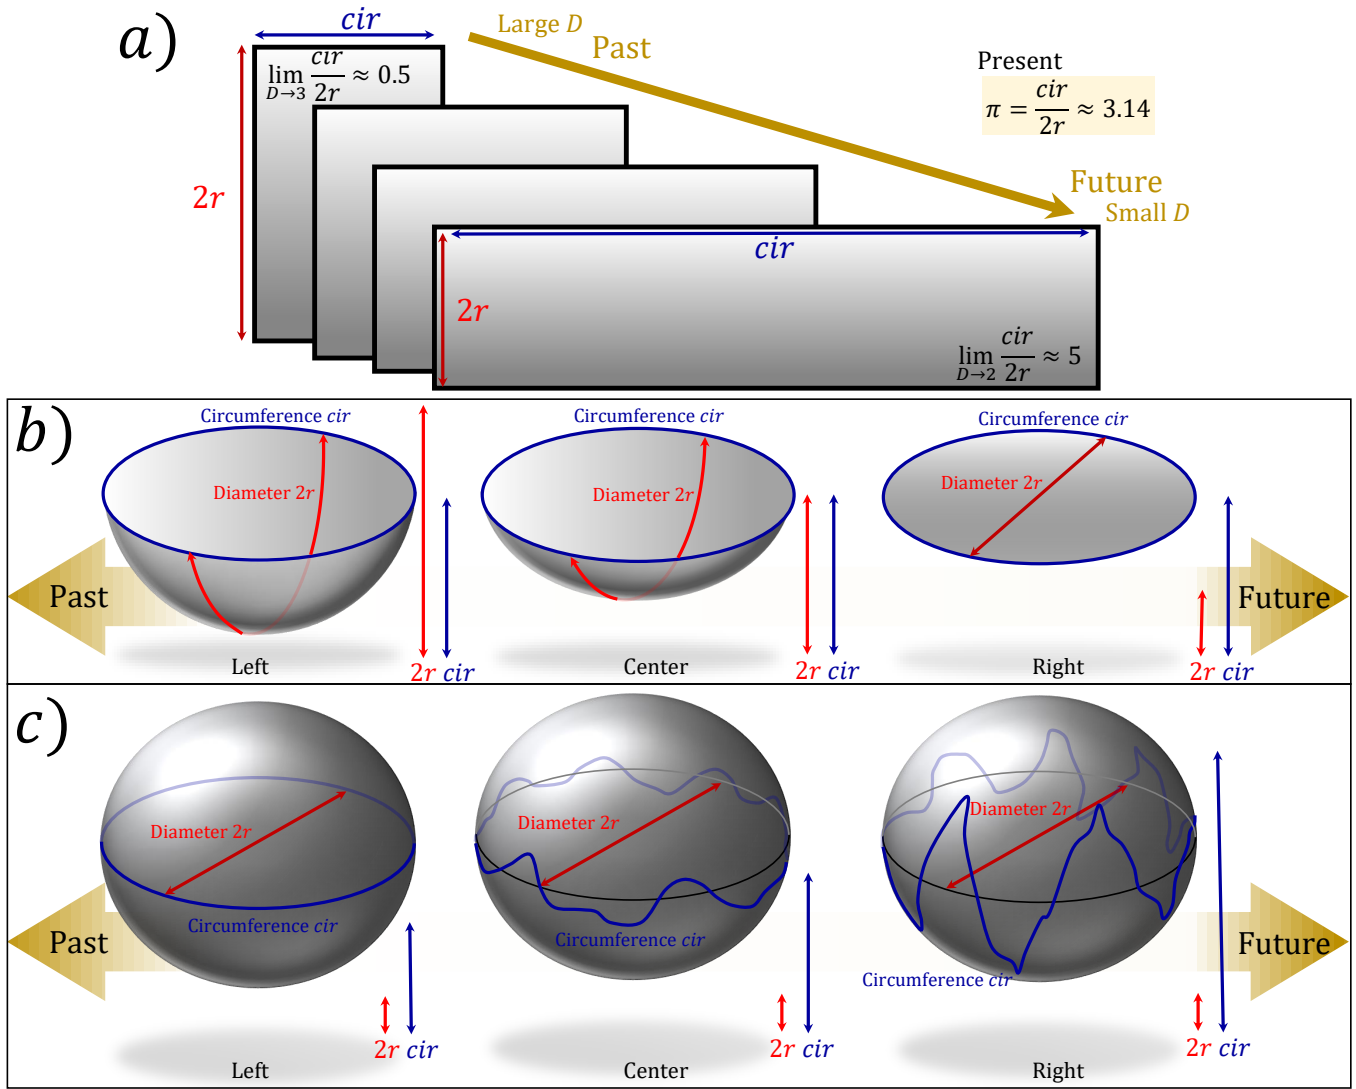 a)
cir
2r
lim cir/2r ≈ 0.5
D→3
Large D
Past
Present
π = cir/2r ≈ 3.14
Future
Small D
cir
2r
lim cir/2r ≈ 5
D→2
b)
Circumference cir
Diameter 2r
Past
Left
2r cir
Circumference cir
Diameter 2r
Center
2r cir
Circumference cir
Diameter 2r
Future
Right
2r cir
c)
Diameter 2r
Circumference cir
Past
Left
2r cir
Diameter 2r
Circumference cir
Center
2r cir
Diameter 2r
Circumference cir
Future
Right
2r cir